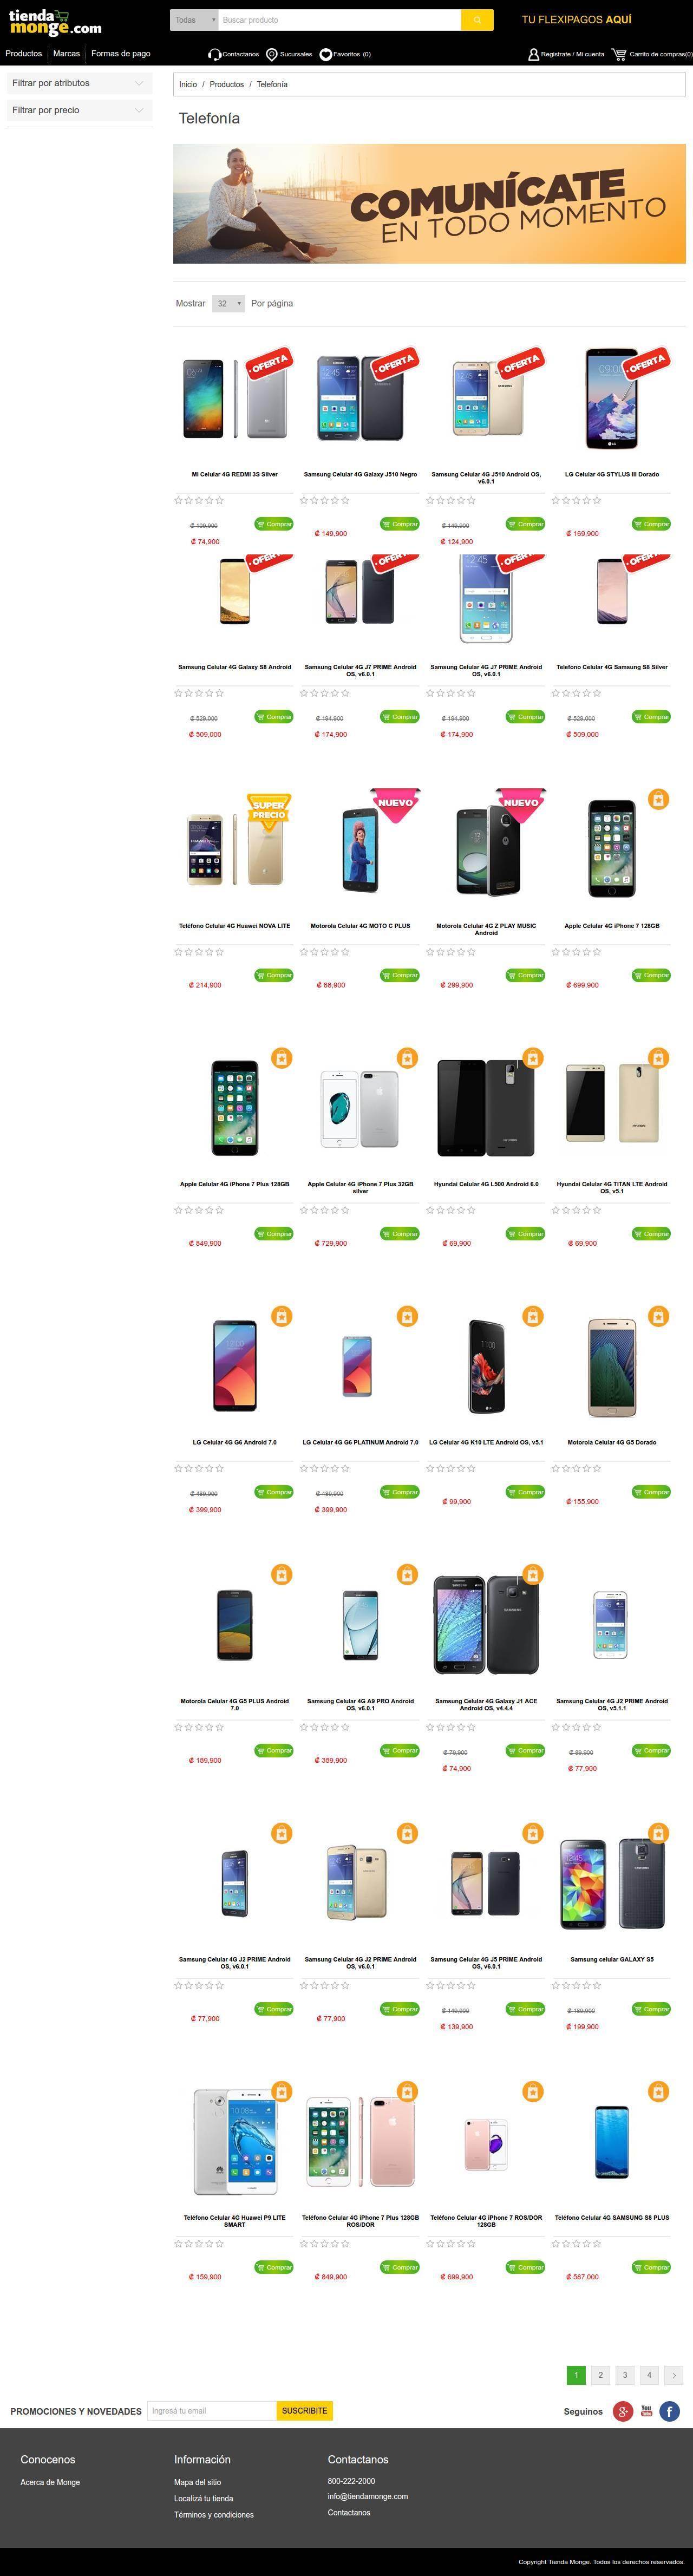 tienda
monge.com
Todas
Buscar producto
TU FLEXIPAGOS AQUÍ
Productos
Marcas
Formas de pago
Contactanos
Sucursales
Favoritos (0)
Registrate / Mi cuenta
Carrito de compras(0)
Filtrar por atributos
Filtrar por precio
Inicio / Productos / Telefonía
Telefonía
COMUNÍCATE
EN TODO MOMENTO
Mostrar 32 Por página
OFERTA OFERTA OFERTA OFERTA
MI Celular 4G REDMI 3S Silver
₡ 109,900
₡ 74,900
Comprar
Samsung Celular 4G Galaxy J510 Negro
₡ 149,900
Comprar
Samsung Celular 4G J510 Android OS,
v6.0.1
₡ 149,900
₡ 124,900
Comprar
LG Celular 4G STYLUS III Dorado
₡ 169,900
Comprar
OFERTA OFERTA OFERTA OFERTA
Samsung Celular 4G Galaxy S8 Android
₡ 529,000
₡ 509,000
Comprar
Samsung Celular 4G J7 PRIME Android
OS, v6.0.1
₡ 194,900
₡ 174,900
Comprar
Samsung Celular 4G J7 PRIME Android
OS, v6.0.1
₡ 194,900
₡ 174,900
Comprar
Telefono Celular 4G Samsung S8 Silver
₡ 529,000
₡ 509,000
Comprar
SUPER
PRECIO
Teléfono Celular 4G Huawei NOVA LITE
₡ 214,900
Comprar
NUEVO
Motorola Celular 4G MOTO C PLUS
₡ 88,900
Comprar
NUEVO
Motorola Celular 4G Z PLAY MUSIC
Android
₡ 299,900
Comprar
Apple Celular 4G iPhone 7 128GB
₡ 699,900
Comprar
Apple Celular 4G iPhone 7 Plus 128GB
₡ 849,900
Comprar
Apple Celular 4G iPhone 7 Plus 32GB
silver
₡ 729,900
Comprar
Hyundai Celular 4G L500 Android 6.0
₡ 69,900
Comprar
Hyundai Celular 4G TITAN LTE Android
OS, v5.1
₡ 69,900
Comprar
LG Celular 4G G6 Android 7.0
₡ 489,900
₡ 399,900
Comprar
LG Celular 4G G6 PLATINUM Android 7.0
₡ 489,900
₡ 399,900
Comprar
LG Celular 4G K10 LTE Android OS, v5.1
₡ 99,900
Comprar
Motorola Celular 4G G5 Dorado
₡ 155,900
Comprar
Motorola Celular 4G G5 PLUS Android
7.0
₡ 189,900
Comprar
Samsung Celular 4G A9 PRO Android
OS, v6.0.1
₡ 389,900
Comprar
Samsung Celular 4G Galaxy J1 ACE
Android OS, v4.4.4
₡ 79,900
₡ 74,900
Comprar
Samsung Celular 4G J2 PRIME Android
OS, v5.1.1
₡ 89,900
₡ 77,900
Comprar
Samsung Celular 4G J2 PRIME Android
OS, v6.0.1
₡ 77,900
Comprar
Samsung Celular 4G J2 PRIME Android
OS, v6.0.1
₡ 77,900
Comprar
Samsung Celular 4G J5 PRIME Android
OS, v6.0.1
₡ 149,900
₡ 139,900
Comprar
Samsung celular GALAXY S5
₡ 189,900
₡ 199,900
Comprar
Teléfono Celular 4G Huawei P9 LITE
SMART
₡ 159,900
Comprar
Teléfono Celular 4G iPhone 7 Plus 128GB
ROS/DOR
₡ 849,900
Comprar
Teléfono Celular 4G iPhone 7 ROS/DOR
128GB
₡ 699,900
Comprar
Teléfono Celular 4G SAMSUNG S8 PLUS
₡ 587,000
Comprar
1 2 3 4
PROMOCIONES Y NOVEDADES
Ingresá tu email
SUSCRIBITE
Seguinos
Conocenos
Acerca de Monge
Información
Mapa del sitio
Localizá tu tienda
Términos y condiciones
Contactanos
800-222-2000
info@tiendamonge.com
Contactanos
Copyright Tienda Monge. Todos los derechos reservados.